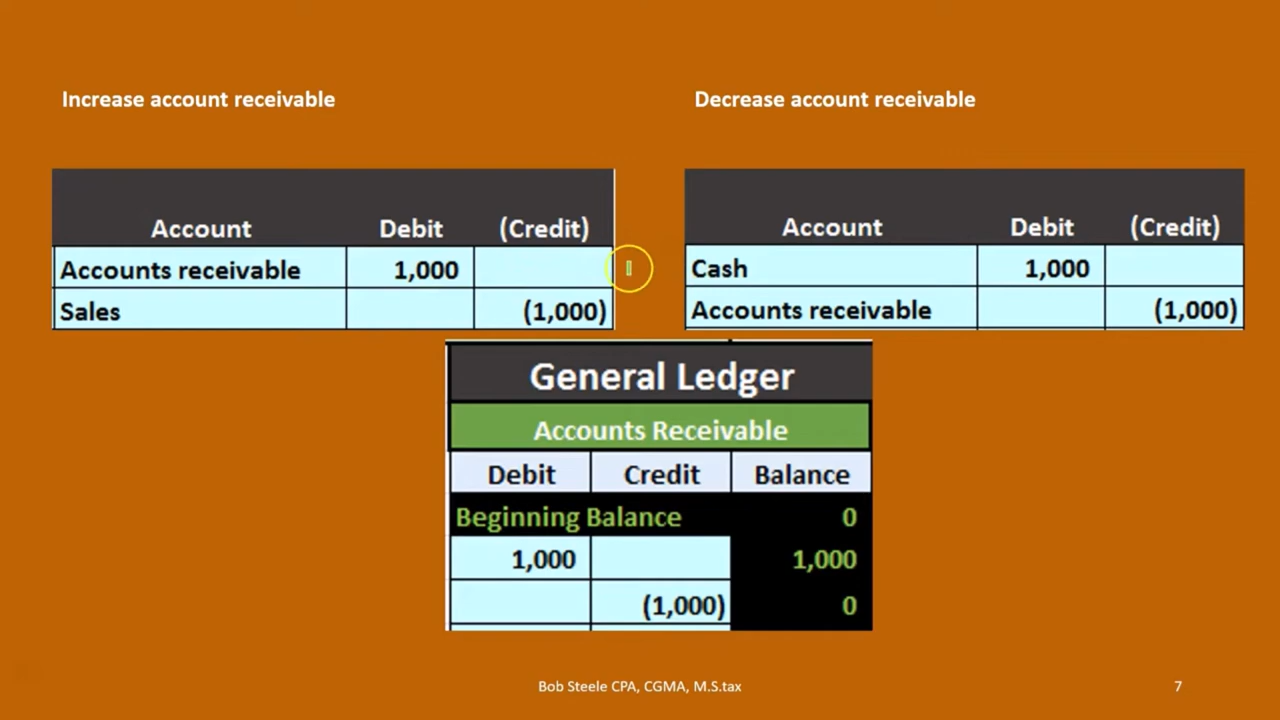 Increase account receivable
Decrease account receivable
Account Debit (Credit)
Accounts receivable 1,000
Sales (1,000)
Account Debit (Credit)
Cash 1,000
Accounts receivable (1,000)
General Ledger
Accounts Receivable
Debit Credit Balance
Beginning Balance 0
1,000 1,000
(1,000) 0
Bob Steele CPA, CGMA, M.S.tax
7